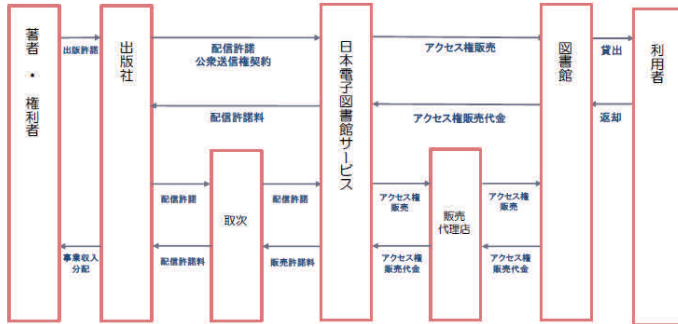 著者・権利者
出版許諾
出版社
配信許諾
公衆送信権契約
日本電子図書館サービス
アクセス権販売
図書館
貸出
利用者
配信許諾料
アクセス権販売代金
返却
配信許諾
取次
配信許諾
アクセス権
販売
販売
代理店
アクセス権
販売
事業収入
分配
配信許諾料
販売許諾料
アクセス権
販売代金
アクセス権
販売代金